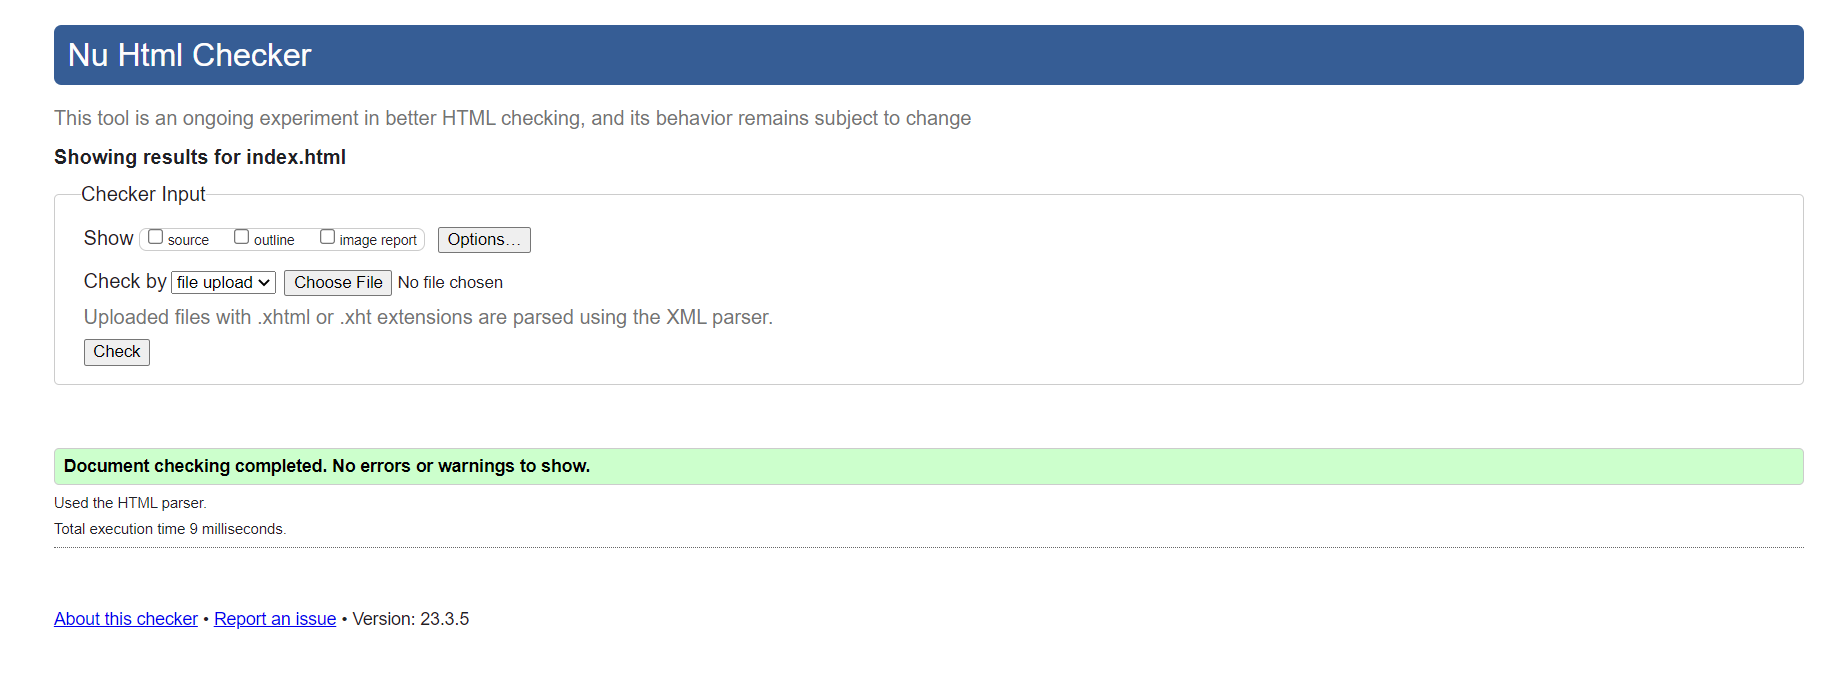 Nu Html Checker
This tool is an ongoing experiment in better HTML checking, and its behavior remains subject to change
Showing results for index.html
Checker Input
Show source outline image report Options…
Check by file upload Choose File No file chosen
Uploaded files with .xhtml or .xht extensions are parsed using the XML parser.
Check
Document checking completed. No errors or warnings to show.
Used the HTML parser.
Total execution time 9 milliseconds.
About this checker • Report an issue • Version: 23.3.5